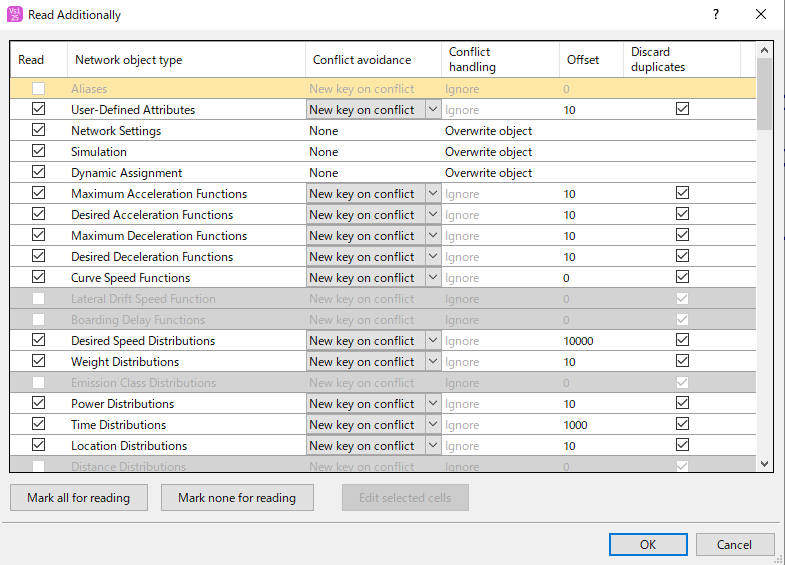 Vsi
25
Read Additionally
?
Read Network object type Conflict avoidance Conflict handling Offset Discard duplicates
Aliases New key on conflict Ignore 0
User-Defined Attributes New key on conflict Ignore 10
Network Settings None Overwrite object
Simulation None Overwrite object
Dynamic Assignment None Overwrite object
Maximum Acceleration Functions New key on conflict Ignore 10
Desired Acceleration Functions New key on conflict Ignore 10
Maximum Deceleration Functions New key on conflict Ignore 10
Desired Deceleration Functions New key on conflict Ignore 10
Curve Speed Functions New key on conflict Ignore 0
Lateral Drift Speed Function New key on conflict Ignore 0
Boarding Delay Functions New key on conflict Ignore 0
Desired Speed Distributions New key on conflict Ignore 10000
Weight Distributions New key on conflict Ignore 10
Emission Class Distributions New key on conflict Ignore 0
Power Distributions New key on conflict Ignore 10
Time Distributions New key on conflict Ignore 1000
Location Distributions New key on conflict Ignore 10
Distance Distributions New key on conflict Ignore 0
Mark all for reading Mark none for reading Edit selected cells
OK Cancel